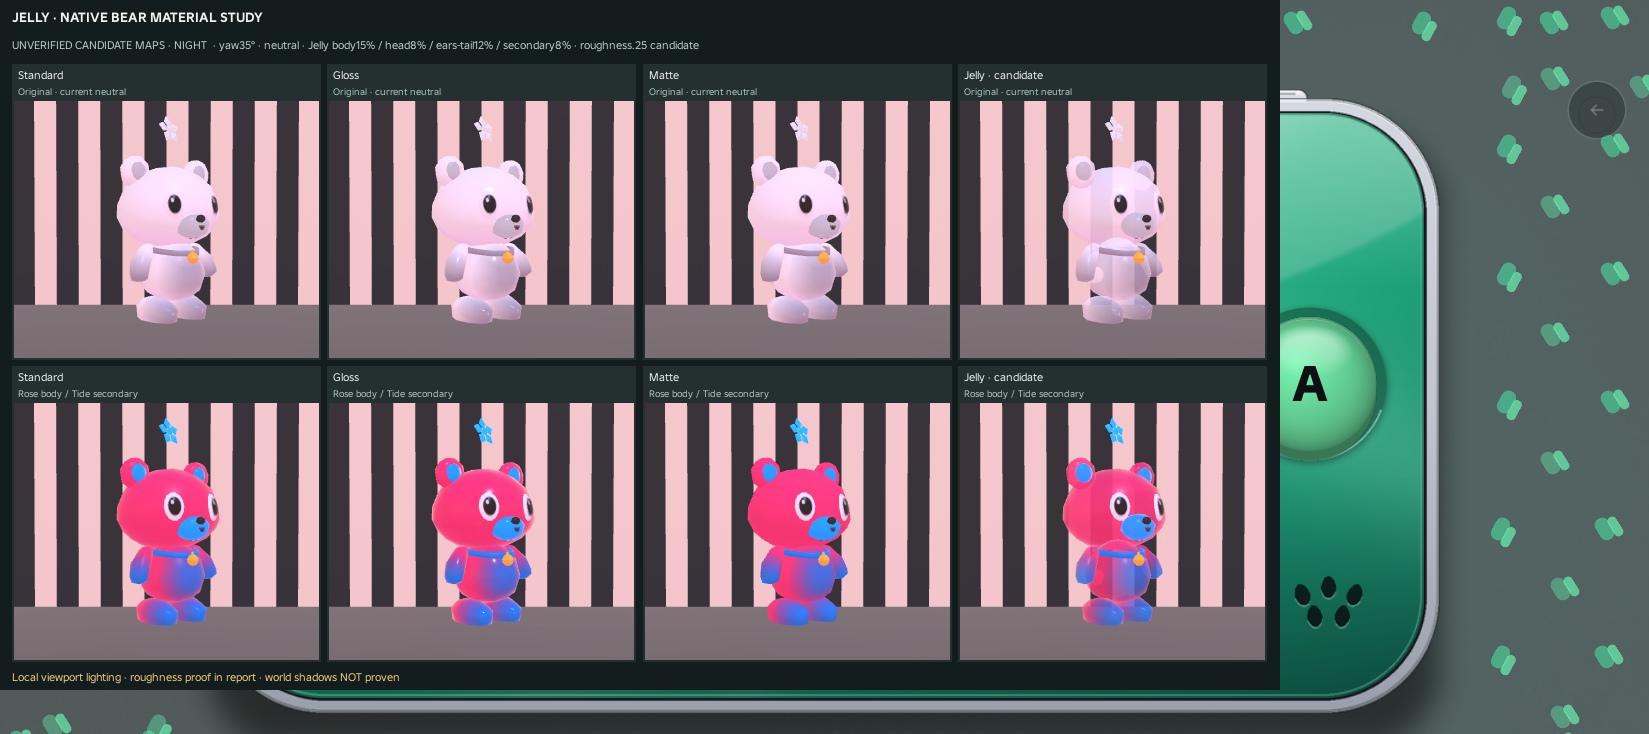 JELLY · NATIVE BEAR MATERIAL STUDY
UNVERIFIED CANDIDATE MAPS · NIGHT · yaw35° · neutral · Jelly body15% / head8% / ears-tail12% / secondary8% · roughness.25 candidate
Standard
Original · current neutral
Gloss
Original · current neutral
Matte
Original · current neutral
Jelly · candidate
Original · current neutral
Standard
Rose body / Tide secondary
Gloss
Rose body / Tide secondary
Matte
Rose body / Tide secondary
Jelly · candidate
Rose body / Tide secondary
A
Local viewport lighting · roughness proof in report · world shadows NOT proven